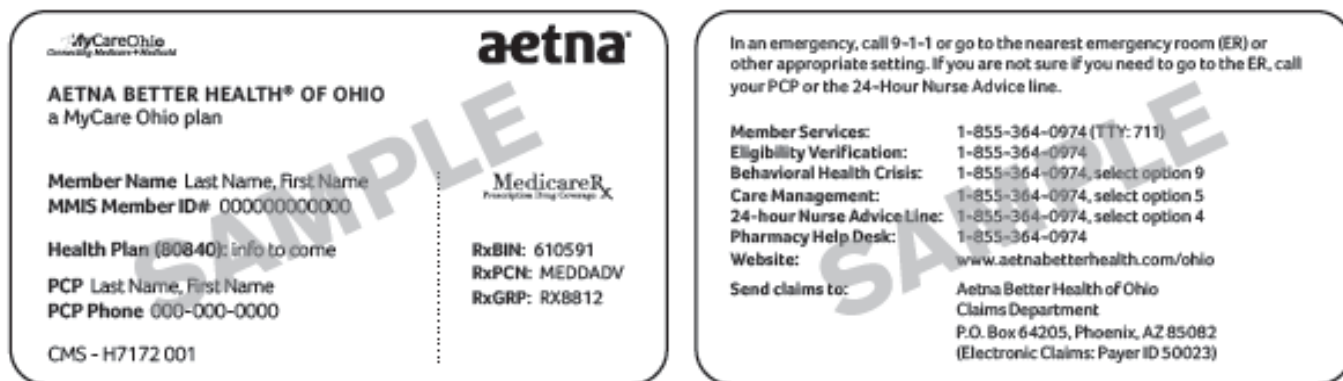 MyCareOhio
Connecting Medicare + Medicaid
aetna
AETNA BETTER HEALTH® OF OHIO
a MyCare Ohio plan
Member Name Last Name, First Name
MMIS Member ID# 000000000000
Health Plan (80840): info to come
PCP Last Name, First Name
PCP Phone 000-000-0000
CMS - H7172 001
MedicareRx
Prescription Drug Coverage
RxBIN: 610591
RxPCN: MEDDADV
RxGRP: RX8812
SAMPLE
In an emergency, call 9-1-1 or go to the nearest emergency room (ER) or
other appropriate setting. If you are not sure if you need to go to the ER, call
your PCP or the 24-Hour Nurse Advice line.
Member Services: 1-855-364-0974 (TTY: 711)
Eligibility Verification: 1-855-364-0974
Behavioral Health Crisis: 1-855-364-0974, select option 9
Care Management: 1-855-364-0974, select option 5
24-hour Nurse Advice Line: 1-855-364-0974, select option 4
Pharmacy Help Desk: 1-855-364-0974
Website: www.aetnabetterhealth.com/ohio
Send claims to: Aetna Better Health of Ohio
Claims Department
P.O. Box 64205, Phoenix, AZ 85082
(Electronic Claims: Payer ID 50023)
SAMPLE